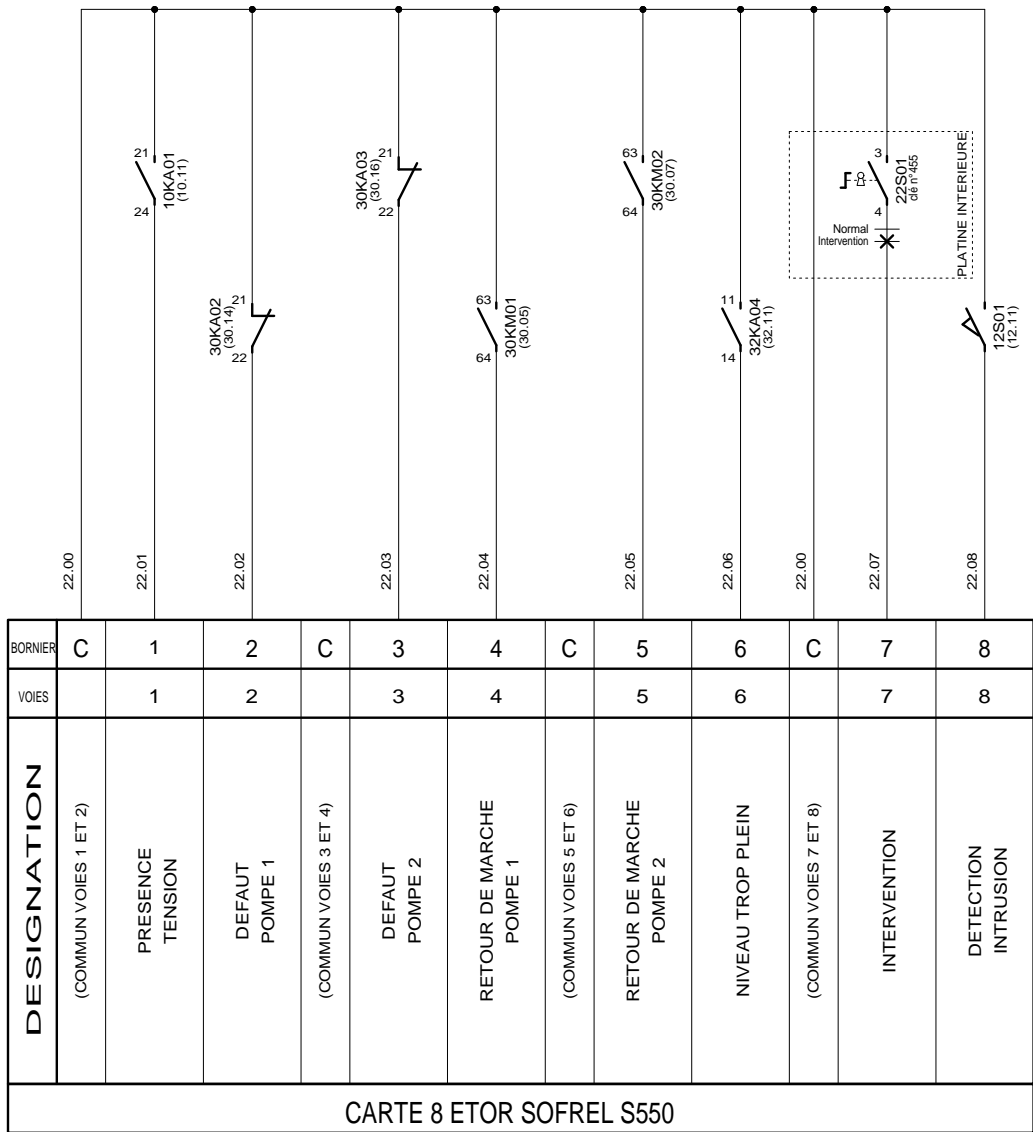 21
10KA01
(10.11)
24
30KA03
(30.16)
21
22
63
30KM02
(30.07)
64
3
22S01
clé n°455
4
Normal
Intervention
PLATINE INTERIEURE
30KA02
(30.14)
21
22
63
30KM01
(30.05)
64
11
32KA04
(32.11)
14
12S01
(12.11)
22.00
22.01
22.02
22.03
22.04
22.05
22.06
22.00
22.07
22.08
BORNIER C 1 2 C 3 4 C 5 6 C 7 8
VOIES 1 2 3 4 5 6 7 8
DESIGNATION
(COMMUN VOIES 1 ET 2)
PRESENCE
TENSION
DEFAUT
POMPE 1
(COMMUN VOIES 3 ET 4)
DEFAUT
POMPE 2
RETOUR DE MARCHE
POMPE 1
(COMMUN VOIES 5 ET 6)
RETOUR DE MARCHE
POMPE 2
NIVEAU TROP PLEIN
(COMMUN VOIES 7 ET 8)
INTERVENTION
DETECTION
INTRUSION
CARTE 8 ETOR SOFREL S550